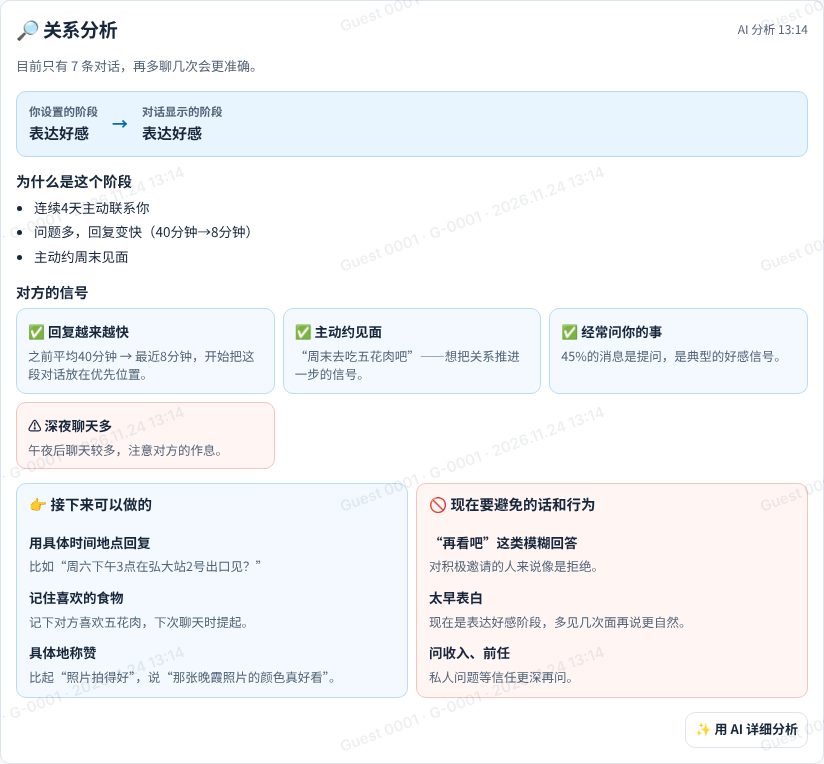 🔎 关系分析
AI 分析 13:14
目前只有 7 条对话，再多聊几次会更准确。
你设置的阶段
表达好感
→
对话显示的阶段
表达好感
为什么是这个阶段
• 连续4天主动联系你
• 问题多，回复变快（40分钟→8分钟）
• 主动约周末见面
对方的信号
✅ 回复越来越快
之前平均40分钟 → 最近8分钟，开始把这
段对话放在优先位置。
✅ 主动约见面
“周末去吃五花肉吧”——想把关系推进
一步的信号。
✅ 经常问你的事
45%的消息是提问，是典型的好感信号。
⚠ 深夜聊天多
午夜后聊天较多，注意对方的作息。
👉 接下来可以做的
用具体时间地点回复
比如“周六下午3点在弘大站2号出口见？”
记住喜欢的食物
记下对方喜欢五花肉，下次聊天时提起。
具体地称赞
比起“照片拍得好”，说“那张晚霞照片的颜色真好看”。
🚫 现在要避免的话和行为
“再看吧”这类模糊回答
对积极邀请的人来说像是拒绝。
太早表白
现在是表达好感阶段，多见几次面再说更自然。
问收入、前任
私人问题等信任更深再问。
✨ 用 AI 详细分析
Guest 0001 · G-0001 · 2026.11.24 13:14